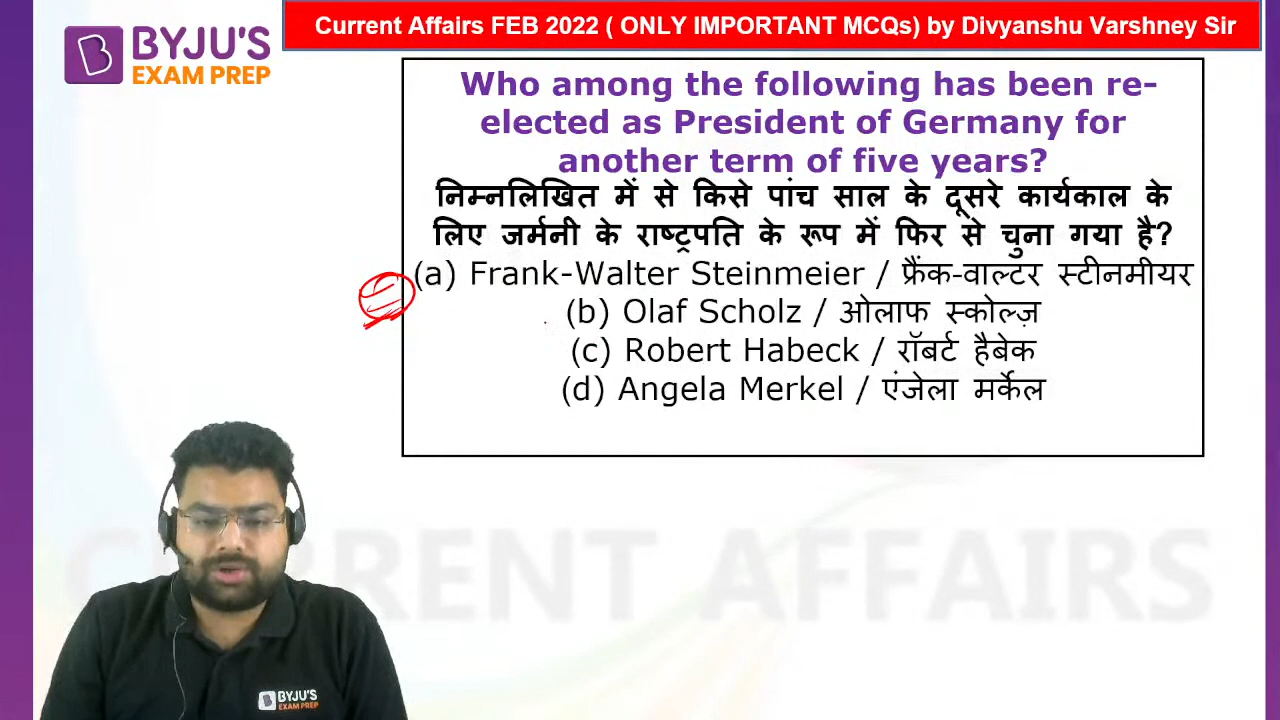 Current Affairs FEB 2022 ( ONLY IMPORTANT MCQs) by Divyanshu Varshney Sir
BYJU'S
EXAM PREP
Who among the following has been re-
elected as President of Germany for
another term of five years?
निम्नलिखित में से किसे पांच साल के दूसरे कार्यकाल के
लिए जर्मनी के राष्ट्रपति के रूप में फिर से चुना गया है?
(a) Frank-Walter Steinmeier / फ्रैंक-वाल्टर स्टीनमीयर
(b) Olaf Scholz / ओलाफ स्कोल्ज़
(c) Robert Habeck / रॉबर्ट हैबेक
(d) Angela Merkel / एंजेला मर्केल
CURRENT AFFAIRS
BYJU'S
EXAM PREP